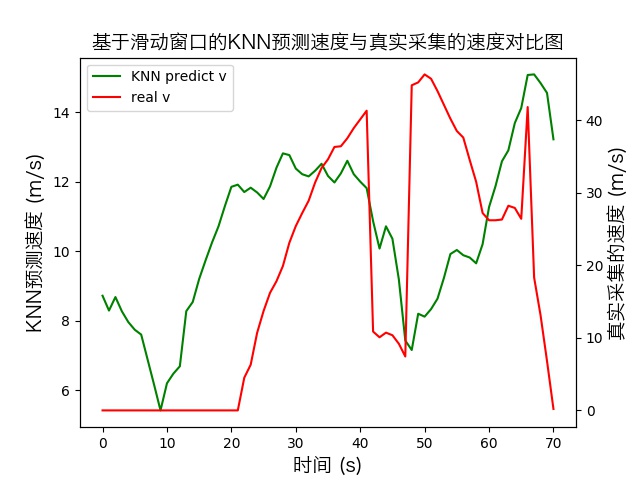 基于滑动窗口的KNN预测速度与真实采集的速度对比图
KNN predict v
real v
KNN预测速度 (m/s)
14
12
10
8
6
真实采集的速度 (m/s)
40
30
20
10
0
0 10 20 30 40 50 60 70
时间 (s)